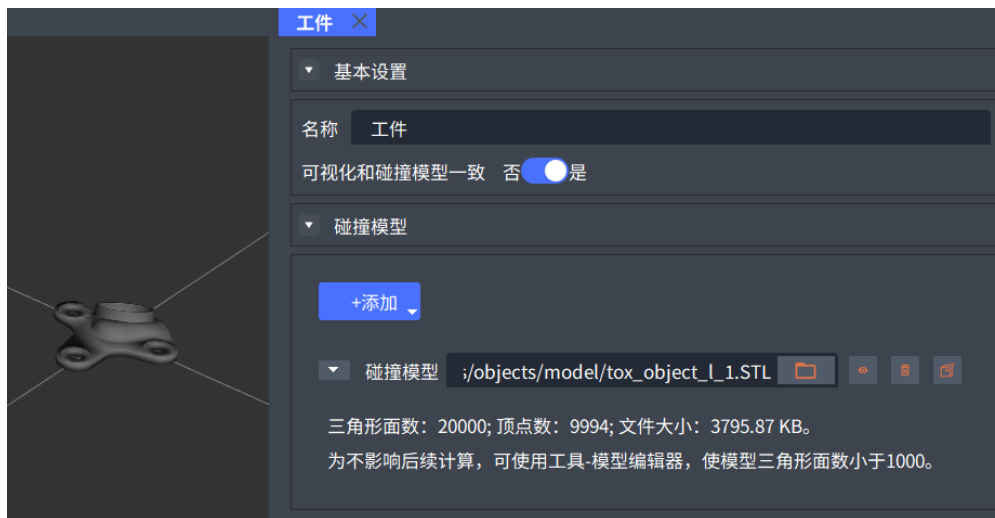 工件
基本设置
名称 工件
可视化和碰撞模型一致 否 是
碰撞模型
+添加
碰撞模型 s/objects/model/tox_object_l_1.STL
三角形面数：20000; 顶点数：9994; 文件大小：3795.87 KB。
为不影响后续计算，可使用工具-模型编辑器，使模型三角形面数小于1000。